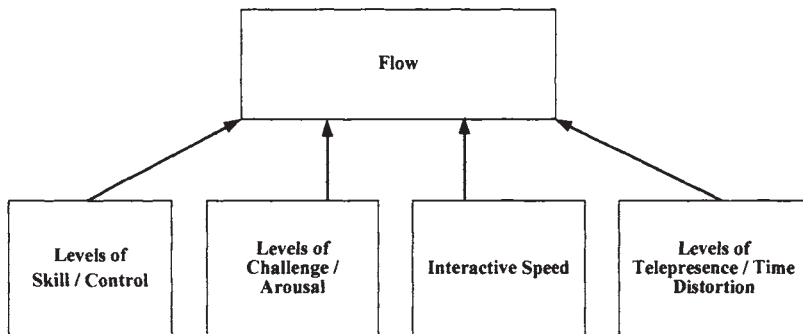 Flow
Levels of
Skill / Control
Levels of
Challenge /
Arousal
Interactive Speed
Levels of
Telepresence / Time
Distortion